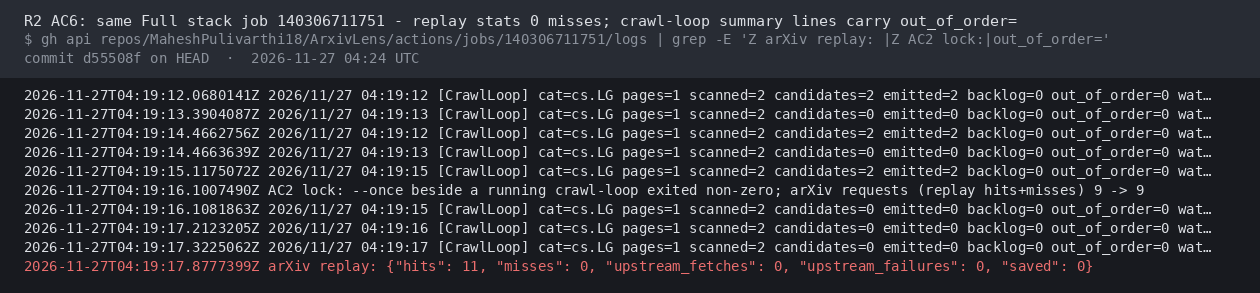 R2 AC6: same Full stack job 140306711751 - replay stats 0 misses; crawl-loop summary lines carry out_of_order=
$ gh api repos/MaheshPulivarthi18/ArxivLens/actions/jobs/140306711751/logs | grep -E 'Z arXiv replay: |Z AC2 lock:|out_of_order='
commit d55508f on HEAD · 2026-11-27 04:24 UTC
2026-11-27T04:19:12.0680141Z 2026/11/27 04:19:12 [CrawlLoop] cat=cs.LG pages=1 scanned=2 candidates=2 emitted=2 backlog=0 out_of_order=0 wat…
2026-11-27T04:19:13.3904087Z 2026/11/27 04:19:13 [CrawlLoop] cat=cs.LG pages=1 scanned=2 candidates=0 emitted=0 backlog=0 out_of_order=0 wat…
2026-11-27T04:19:14.4662756Z 2026/11/27 04:19:12 [CrawlLoop] cat=cs.LG pages=1 scanned=2 candidates=2 emitted=2 backlog=0 out_of_order=0 wat…
2026-11-27T04:19:14.4663639Z 2026/11/27 04:19:13 [CrawlLoop] cat=cs.LG pages=1 scanned=2 candidates=0 emitted=0 backlog=0 out_of_order=0 wat…
2026-11-27T04:19:15.1175072Z 2026/11/27 04:19:15 [CrawlLoop] cat=cs.LG pages=1 scanned=2 candidates=2 emitted=2 backlog=0 out_of_order=0 wat…
2026-11-27T04:19:16.1007490Z AC2 lock: --once beside a running crawl-loop exited non-zero; arXiv requests (replay hits+misses) 9 -> 9
2026-11-27T04:19:16.1081863Z 2026/11/27 04:19:15 [CrawlLoop] cat=cs.LG pages=1 scanned=2 candidates=0 emitted=0 backlog=0 out_of_order=0 wat…
2026-11-27T04:19:17.2123205Z 2026/11/27 04:19:16 [CrawlLoop] cat=cs.LG pages=1 scanned=2 candidates=0 emitted=0 backlog=0 out_of_order=0 wat…
2026-11-27T04:19:17.3225062Z 2026/11/27 04:19:17 [CrawlLoop] cat=cs.LG pages=1 scanned=2 candidates=0 emitted=0 backlog=0 out_of_order=0 wat…
2026-11-27T04:19:17.8777399Z arXiv replay: {"hits": 11, "misses": 0, "upstream_fetches": 0, "upstream_failures": 0, "saved": 0}